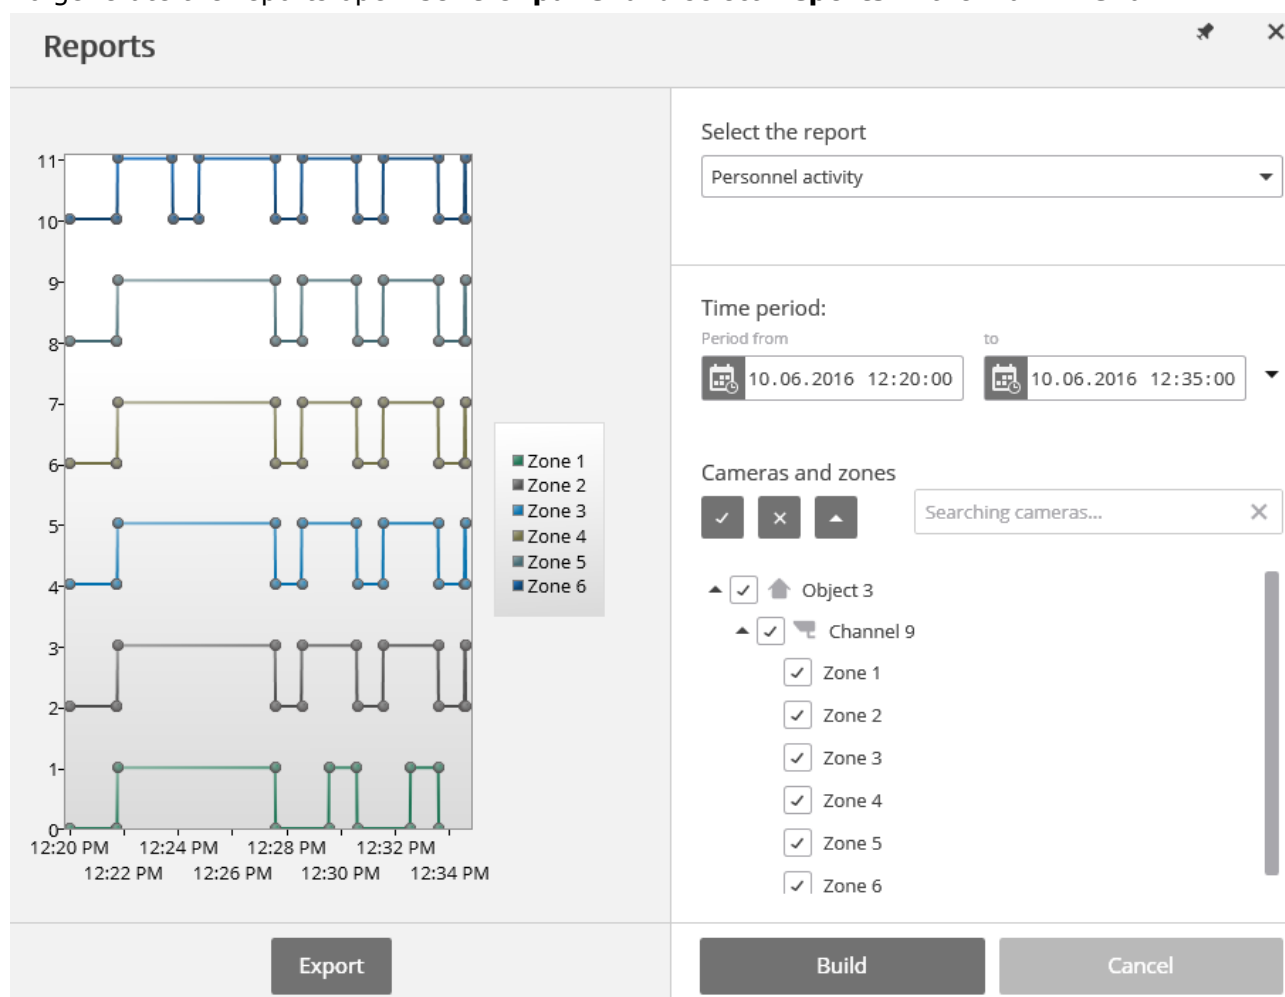 Reports
Select the report
Personnel activity
Time period:
Period from
to
10.06.2016 12:20:00
10.06.2016 12:35:00
Cameras and zones
Searching cameras...
Object 3
Channel 9
Zone 1
Zone 2
Zone 3
Zone 4
Zone 5
Zone 6
11
10
9
8
7
6
5
4
3
2
1
0
12:20 PM 12:24 PM 12:28 PM 12:32 PM
12:22 PM 12:26 PM 12:30 PM 12:34 PM
Zone 1
Zone 2
Zone 3
Zone 4
Zone 5
Zone 6
Export
Build
Cancel